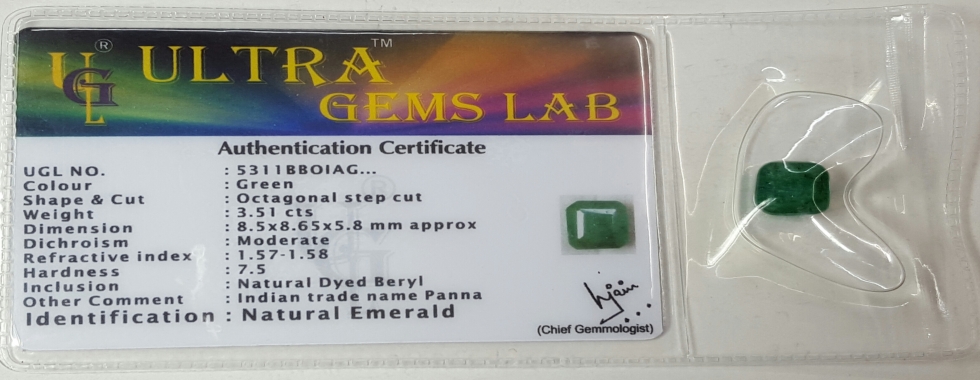 UGL ®
ULTRA™
GEMS LAB
Authentication Certificate
UGL NO. : 5311BBOIAG...
Colour : Green
Shape & Cut : Octagonal step cut
Weight : 3.51 cts
Dimension : 8.5x8.65x5.8 mm approx
Dichroism : Moderate
Refractive index : 1.57-1.58
Hardness : 7.5
Inclusion : Natural Dyed Beryl
Other Comment : Indian trade name Panna
Identification : Natural Emerald
hjain
(Chief Gemmologist)